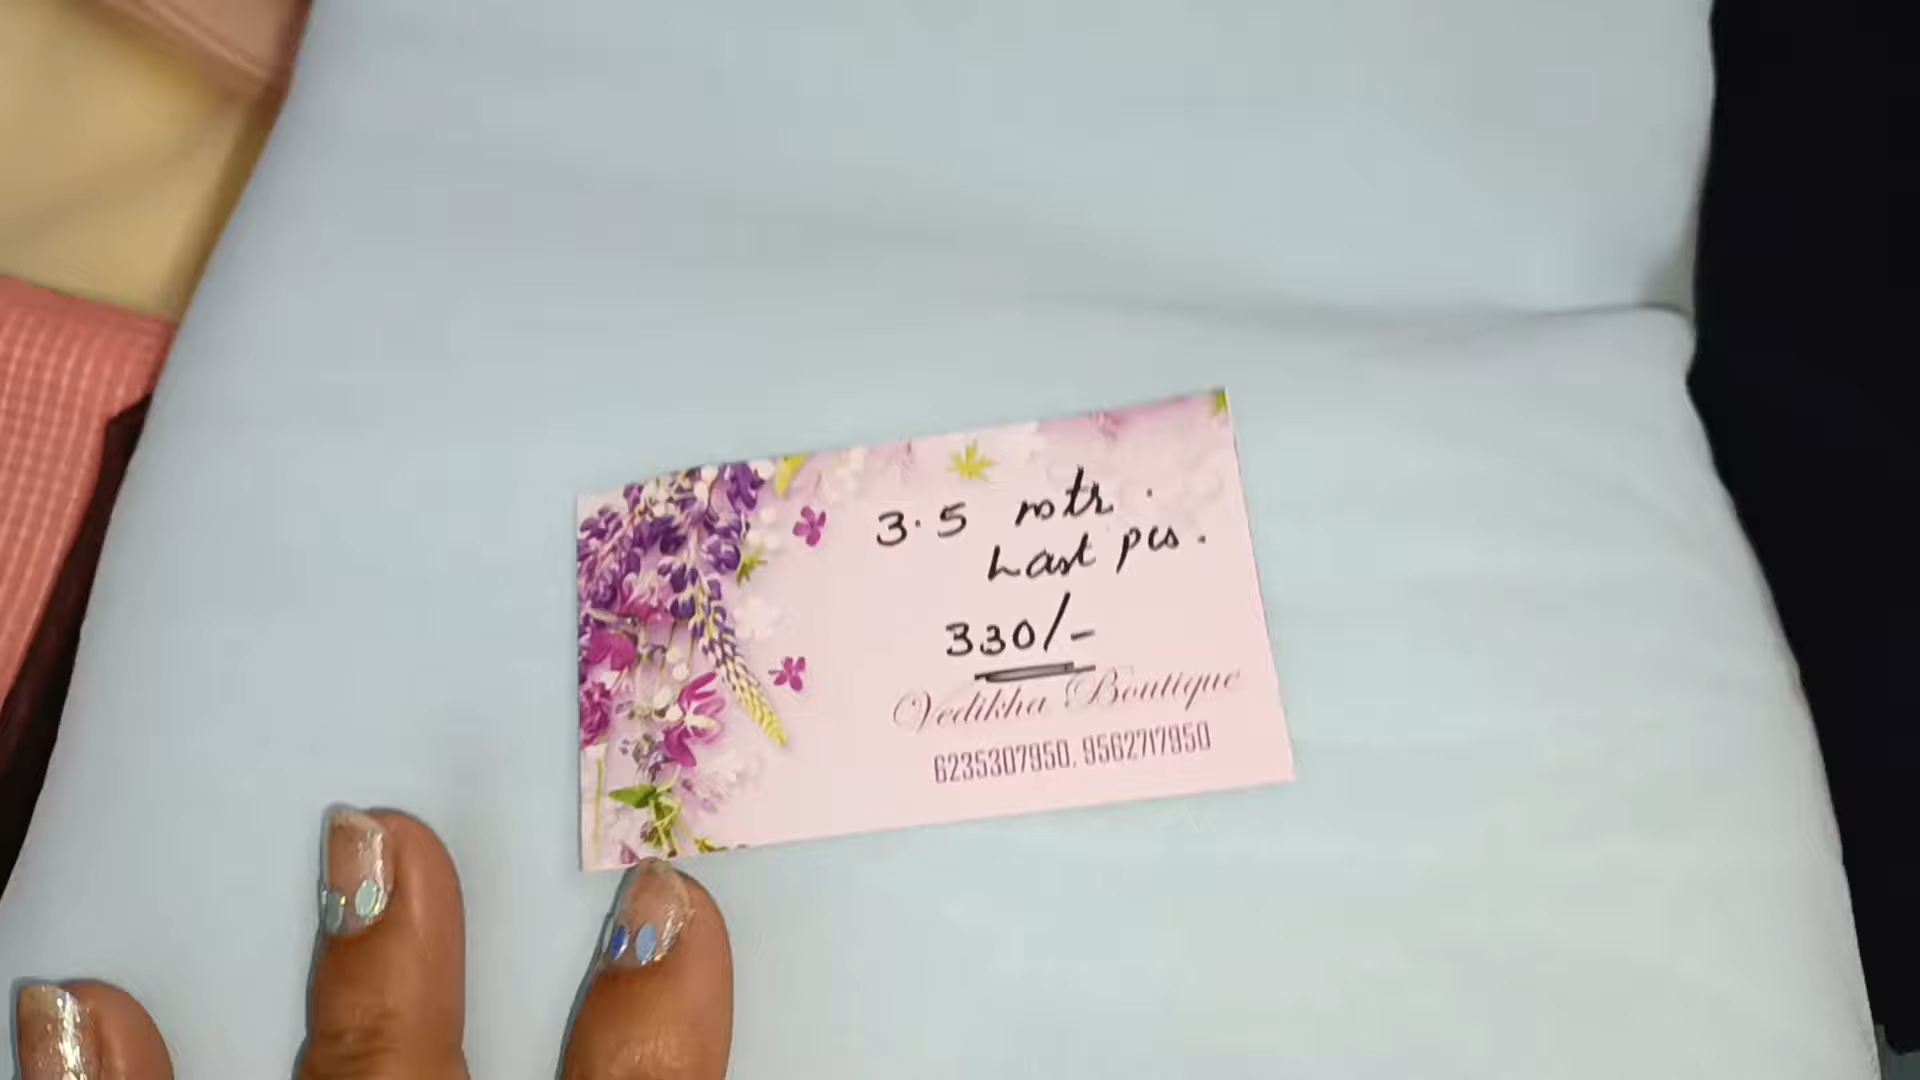 3.5 mtr.
Last pcs.
330/-
Vedikha Boutique
6235307950, 9562717950